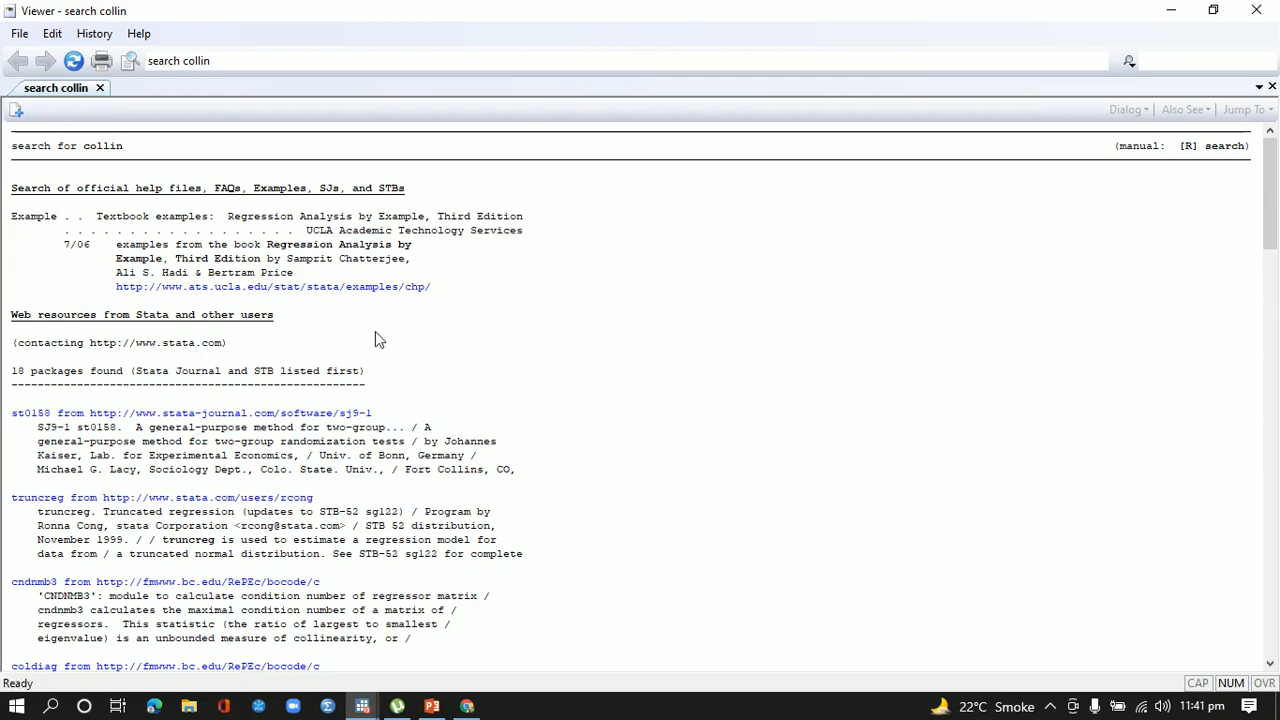 Viewer - search collin
File Edit History Help
search collin
search collin
Dialog Also See Jump To
search for collin (manual: [R] search)
Search of official help files, FAQs, Examples, SJs, and STBs
Example . . Textbook examples: Regression Analysis by Example, Third Edition
. . . . . . . . . . . . . . . . . . UCLA Academic Technology Services
7/06 examples from the book Regression Analysis by
Example, Third Edition by Samprit Chatterjee,
Ali S. Hadi & Bertram Price
http://www.ats.ucla.edu/stat/stata/examples/chp/
Web resources from Stata and other users
(contacting http://www.stata.com)
18 packages found (Stata Journal and STB listed first)
------------------------------------------------------
st0158 from http://www.stata-journal.com/software/sj9-1
SJ9-1 st0158. A general-purpose method for two-group... / A
general-purpose method for two-group randomization tests / by Johannes
Kaiser, Lab. for Experimental Economics, / Univ. of Bonn, Germany /
Michael G. Lacy, Sociology Dept., Colo. State. Univ., / Fort Collins, CO,
truncreg from http://www.stata.com/users/rcong
truncreg. Truncated regression (updates to STB-52 sg122) / Program by
Ronna Cong, stata Corporation <rcong@stata.com> / STB 52 distribution,
November 1999. / / truncreg is used to estimate a regression model for
data from / a truncated normal distribution. See STB-52 sg122 for complete
cndnmb3 from http://fmwww.bc.edu/RePEc/bocode/c
'CNDNMB3': module to calculate condition number of regressor matrix /
cndnmb3 calculates the maximal condition number of a matrix of /
regressors. This statistic (the ratio of largest to smallest /
eigenvalue) is an unbounded measure of collinearity, or /
coldiag from http://fmwww.bc.edu/RePEc/bocode/c
Ready CAP NUM OVR
22°C Smoke 11:41 pm